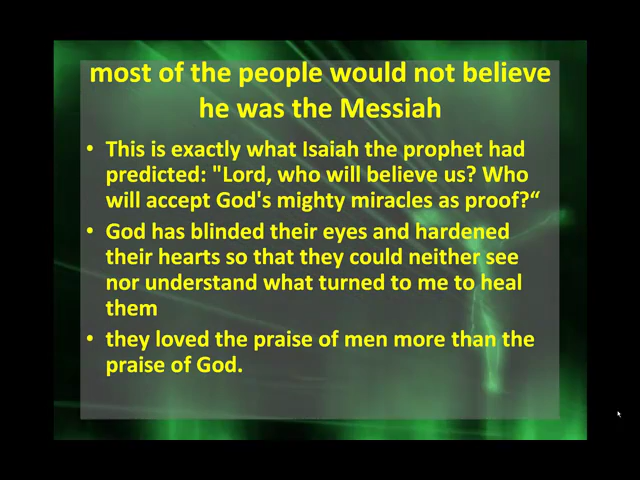 most of the people would not believe
he was the Messiah
• This is exactly what Isaiah the prophet had
predicted: "Lord, who will believe us? Who
will accept God's mighty miracles as proof?“
• God has blinded their eyes and hardened
their hearts so that they could neither see
nor understand what turned to me to heal
them
• they loved the praise of men more than the
praise of God.